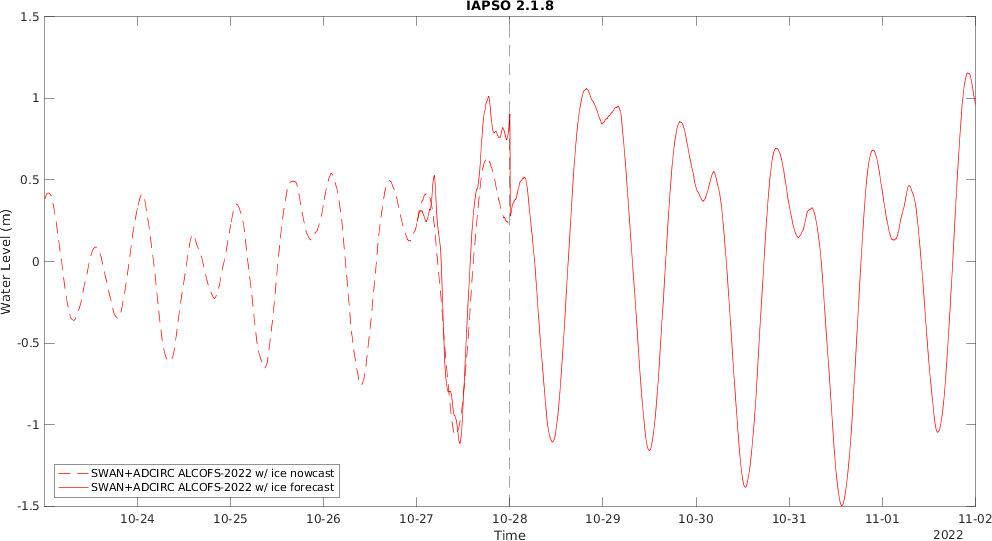 IAPSO 2.1.8
1.5
1
0.5
0
-0.5
-1
-1.5
Water Level (m)
SWAN+ADCIRC ALCOFS-2022 w/ ice nowcast
SWAN+ADCIRC ALCOFS-2022 w/ ice forecast
10-24 10-25 10-26 10-27 10-28 10-29 10-30 10-31 11-01 11-02
Time
2022